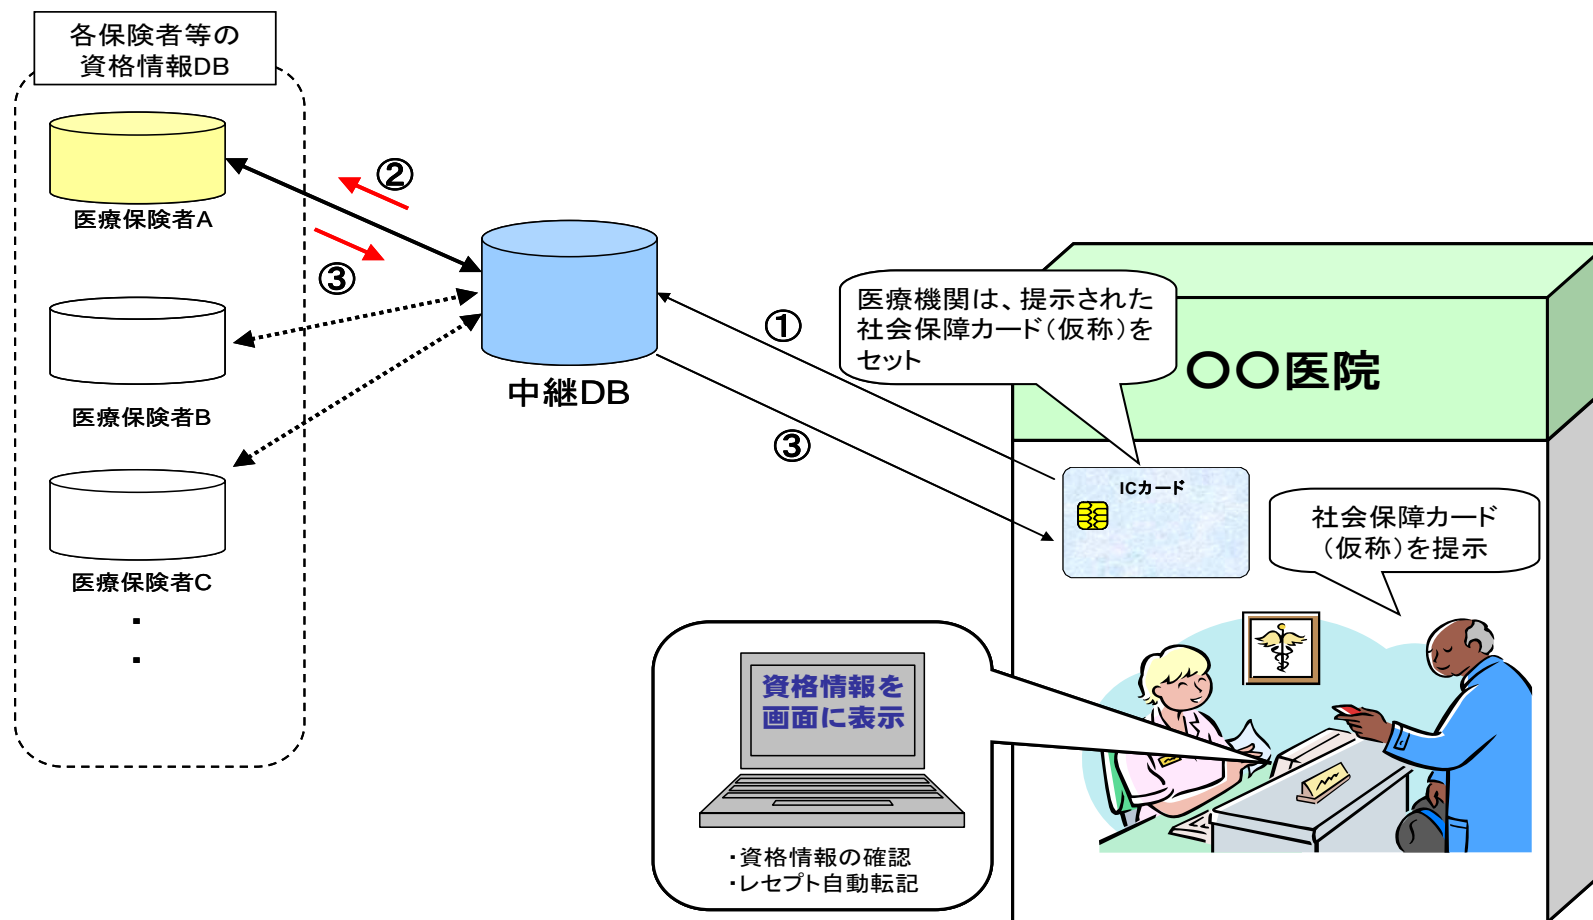 各保険者等の
資格情報DB
医療保険者A
医療保険者B
医療保険者C
・
・
②
③
中継DB
①
③
医療機関は、提示された
社会保障カード（仮称）を
セット
〇〇医院
ICカード
社会保障カード
（仮称）を提示
資格情報を
画面に表示
・資格情報の確認
・レセプト自動転記